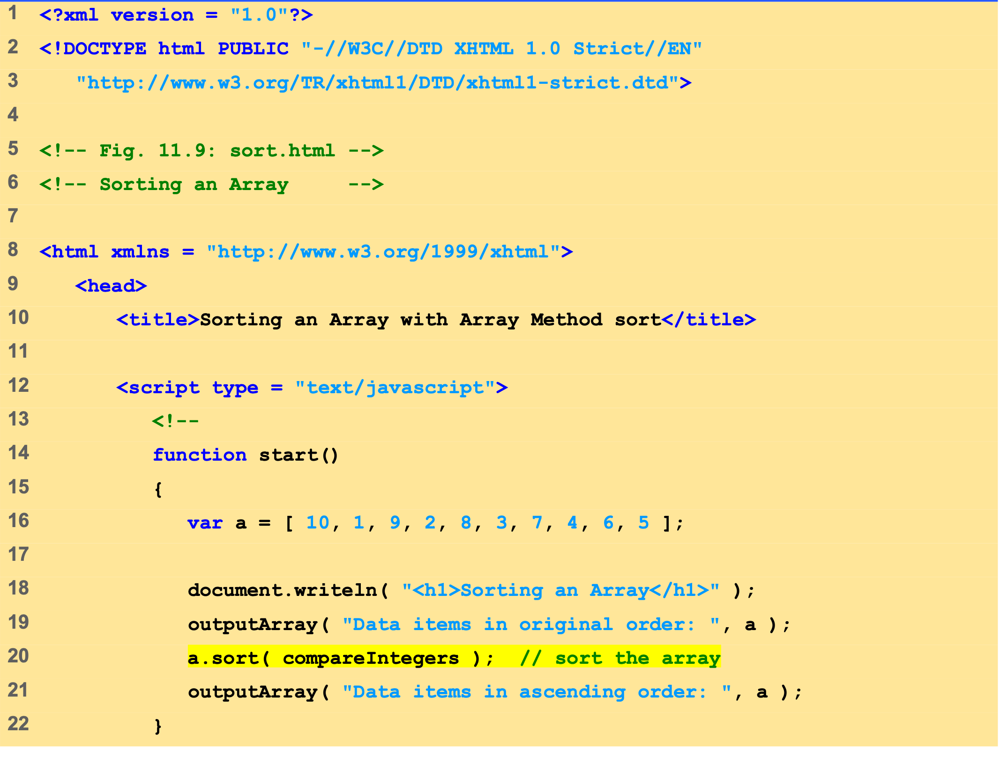 1 <?xml version = "1.0"?>
2 <!DOCTYPE html PUBLIC "-//W3C//DTD XHTML 1.0 Strict//EN"
3    "http://www.w3.org/TR/xhtml1/DTD/xhtml1-strict.dtd">
4
5 <!-- Fig. 11.9: sort.html -->
6 <!-- Sorting an Array     -->
7
8 <html xmlns = "http://www.w3.org/1999/xhtml">
9    <head>
10       <title>Sorting an Array with Array Method sort</title>
11
12       <script type = "text/javascript">
13          <!--
14          function start()
15          {
16             var a = [ 10, 1, 9, 2, 8, 3, 7, 4, 6, 5 ];
17
18             document.writeln( "<h1>Sorting an Array</h1>" );
19             outputArray( "Data items in original order: ", a );
20             a.sort( compareIntegers );  // sort the array
21             outputArray( "Data items in ascending order: ", a );
22          }